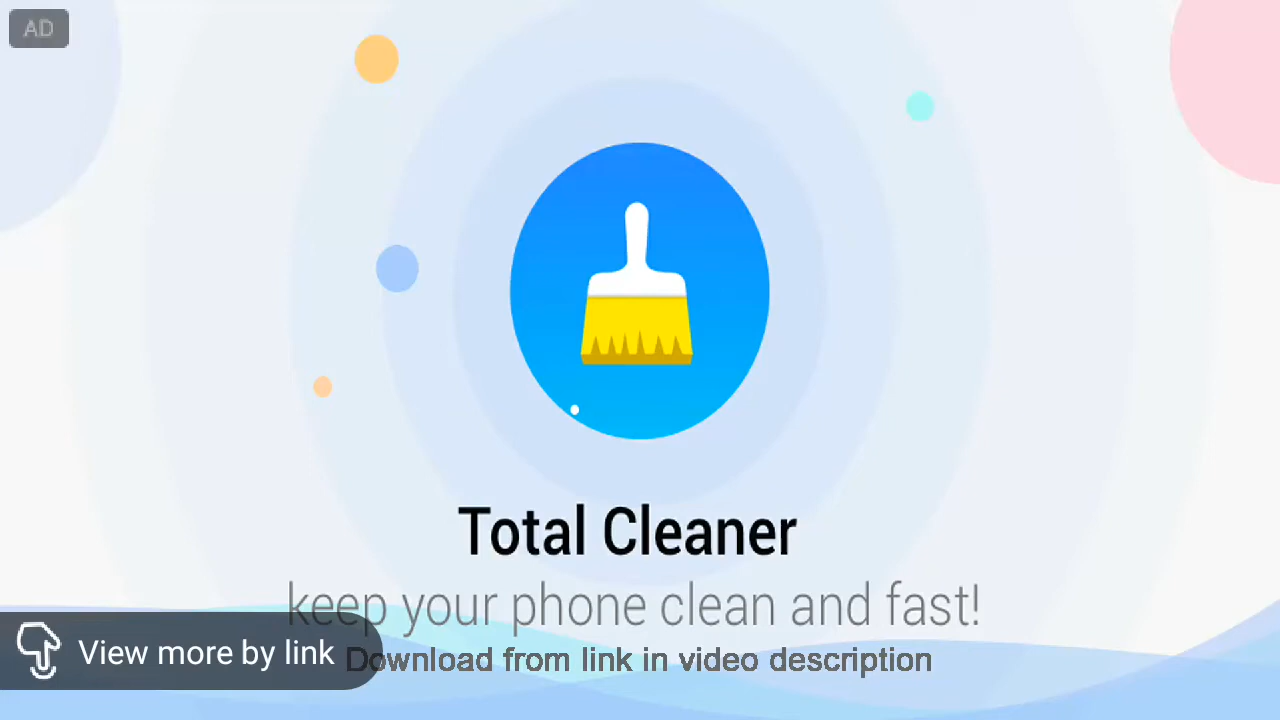 AD
Total Cleaner
keep your phone clean and fast!
View more by link
Download from link in video description